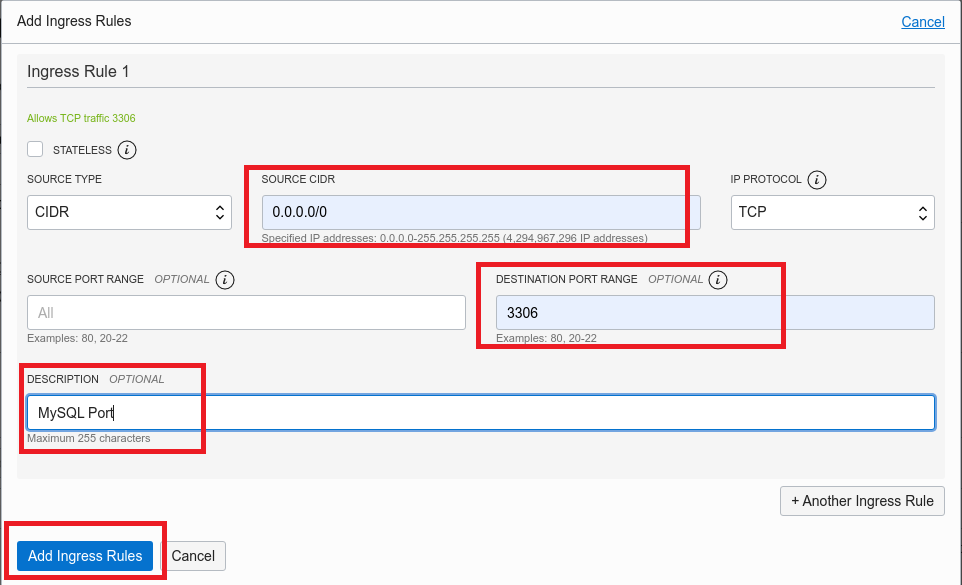 Add Ingress Rules
Cancel
Ingress Rule 1
Allows TCP traffic 3306
STATELESS i
SOURCE TYPE
SOURCE CIDR
IP PROTOCOL i
CIDR
0.0.0.0/0
TCP
Specified IP addresses: 0.0.0.0-255.255.255.255 (4,294,967,296 IP addresses)
SOURCE PORT RANGE OPTIONAL i
DESTINATION PORT RANGE OPTIONAL i
All
3306
Examples: 80, 20-22
Examples: 80, 20-22
DESCRIPTION OPTIONAL
MySQL Port
Maximum 255 characters
+ Another Ingress Rule
Add Ingress Rules
Cancel